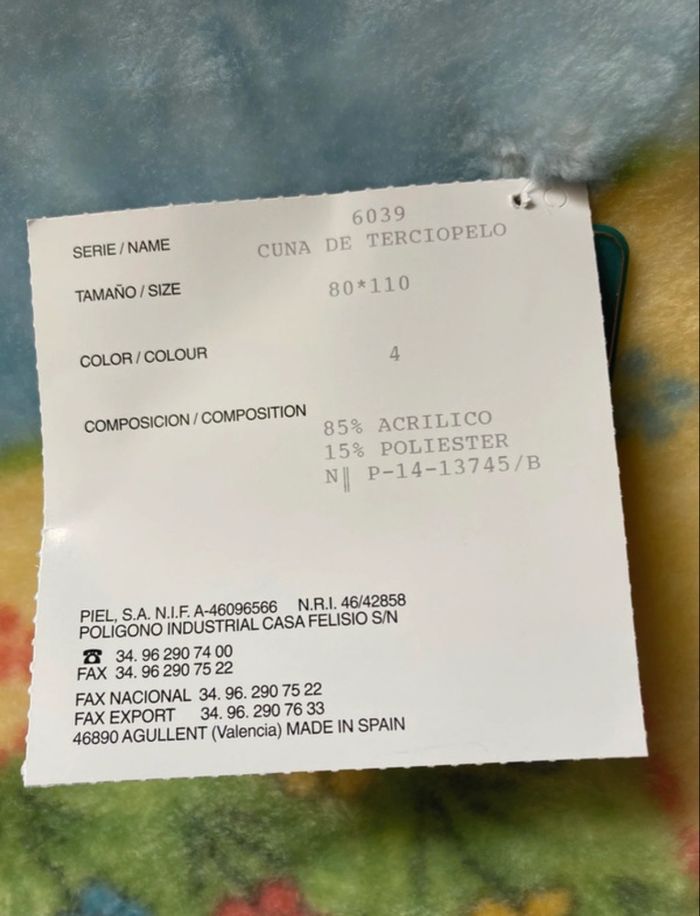 SERIE / NAME 6039
CUNA DE TERCIOPELO
TAMAÑO / SIZE 80*110
COLOR / COLOUR 4
COMPOSICION / COMPOSITION 85% ACRILICO
15% POLIESTER
N‖ P-14-13745/B
PIEL, S.A. N.I.F. A-46096566 N.R.I. 46/42858
POLIGONO INDUSTRIAL CASA FELISIO S/N
☎ 34. 96 290 74 00
FAX 34. 96 290 75 22
FAX NACIONAL 34. 96. 290 75 22
FAX EXPORT 34. 96. 290 76 33
46890 AGULLENT (Valencia) MADE IN SPAIN